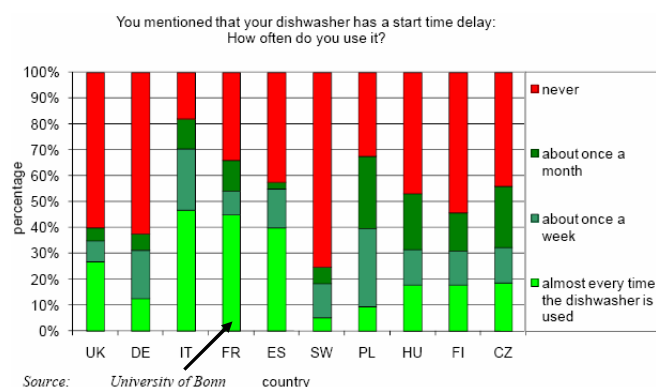 You mentioned that your dishwasher has a start time delay:
How often do you use it?
100%
90%
80%
70%
60%
50%
40%
30%
20%
10%
0%
percentage
UK DE IT FR ES SW PL HU FI CZ
never
about once a
month
about once a
week
almost every time
the dishwasher is
used
Source: University of Bonn country